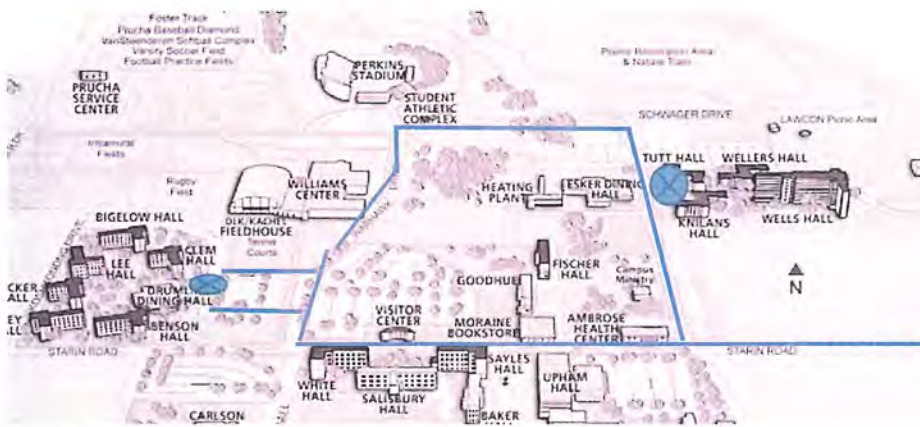 Foster Track
Prucha Baseball Diamond
VanSteenderen Softball Complex
Varsity Soccer Field
Football Practice Fields
PRUCHA
SERVICE
CENTER
PERKINS
STADIUM
STUDENT
ATHLETIC
COMPLEX
Prairie Restoration Area
& Nature Trails
SCHWAGER DRIVE
LAWCON Picnic Area
Intramural
Fields
Rugby
Field
WILLIAMS
CENTER
DLK/KACHEL
FIELDHOUSE
Tennis
Courts
HEATING
PLANT
ESKER DINING
HALL
TUTT HALL
WELLERS HALL
KNILANS
HALL
WELLS HALL
BIGELOW HALL
LEE
HALL
CLEM
HALL
CKER
ALL
DRUMLIN
DINING HALL
EY
BENSON
HALL
FISCHER
HALL
GOODHUE
Campus
Ministry
N
VISITOR
CENTER
MORAINE
BOOKSTORE
AMBROSE
HEALTH
CENTER
STARIN ROAD
STARIN ROAD
WHITE
HALL
SALISBURY
HALL
SAYLES
HALL
UPHAM
HALL
BAKER
CARLSON